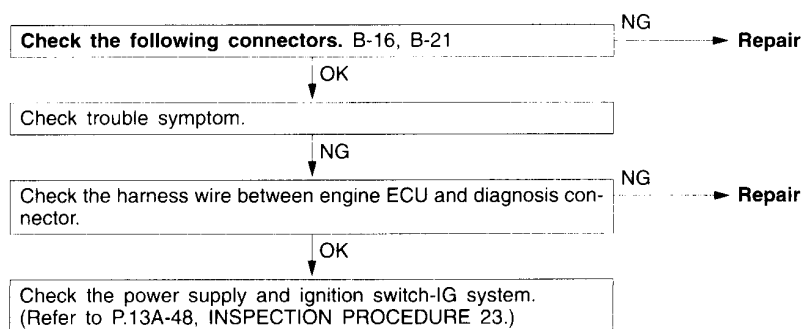 Check the following connectors. B-16, B-21
NG
Repair
OK
Check trouble symptom.
NG
Check the harness wire between engine ECU and diagnosis con-
nector.
NG
Repair
OK
Check the power supply and ignition switch-IG system.
(Refer to P.13A-48, INSPECTION PROCEDURE 23.)